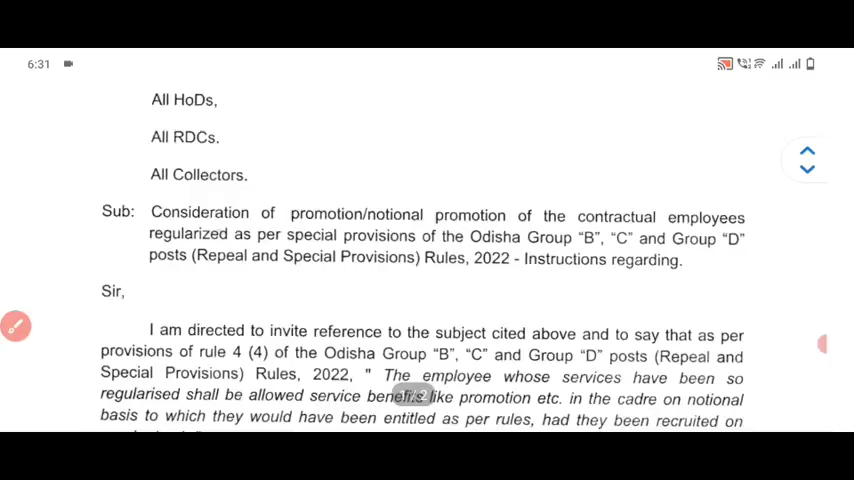 6:31
All HoDs,
All RDCs.
All Collectors.
Sub: Consideration of promotion/notional promotion of the contractual employees
regularized as per special provisions of the Odisha Group “B”, “C” and Group “D”
posts (Repeal and Special Provisions) Rules, 2022 - Instructions regarding.
Sir,
I am directed to invite reference to the subject cited above and to say that as per
provisions of rule 4 (4) of the Odisha Group “B”, “C” and Group “D” posts (Repeal and
Special Provisions) Rules, 2022, " The employee whose services have been so
regularised shall be allowed service benefits like promotion etc. in the cadre on notional
basis to which they would have been entitled as per rules, had they been recruited on